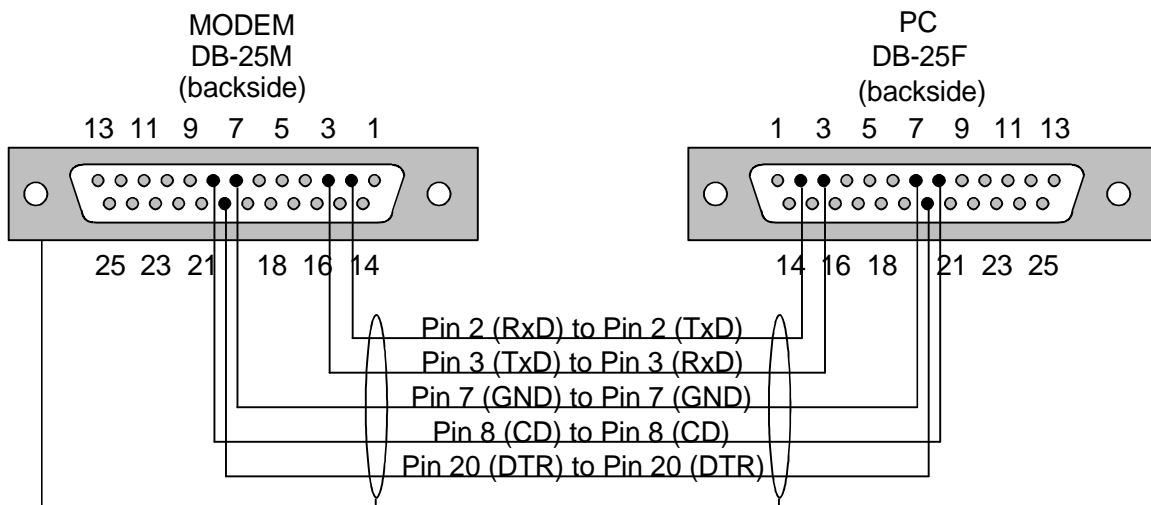 MODEM
DB-25M
(backside)
PC
DB-25F
(backside)
13 11 9 7 5 3 1
1 3 5 7 9 11 13
25 23 21 18 16 14
14 16 18 21 23 25
Pin 2 (RxD) to Pin 2 (TxD)
Pin 3 (TxD) to Pin 3 (RxD)
Pin 7 (GND) to Pin 7 (GND)
Pin 8 (CD) to Pin 8 (CD)
Pin 20 (DTR) to Pin 20 (DTR)